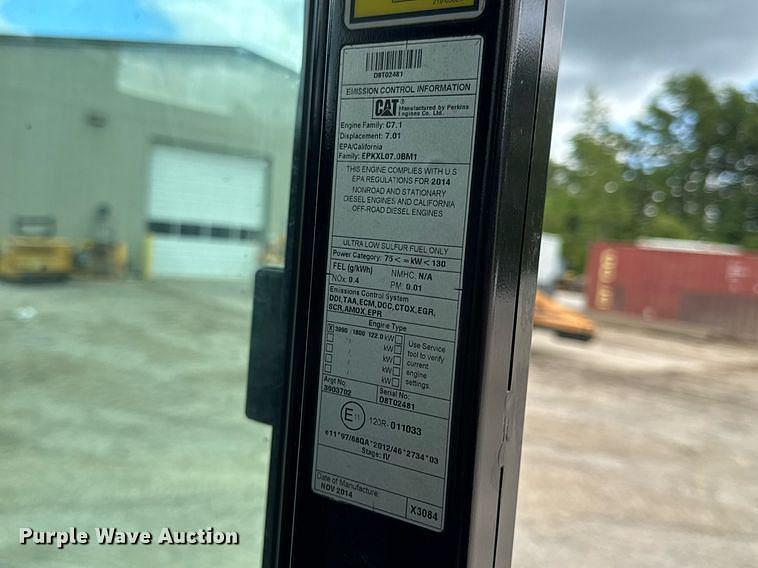 D8T02481
EMISSION CONTROL INFORMATION
CAT® Manufactured by Perkins
Engines Co. Ltd.
Engine Family: C7.1
Displacement: 7.01
EPA/California
Family: EPKXL07.0BM1
THIS ENGINE COMPLIES WITH U.S
EPA REGULATIONS FOR 2014
NONROAD AND STATIONARY
DIESEL ENGINES AND CALIFORNIA
OFF-ROAD DIESEL ENGINES
ULTRA LOW SULFUR FUEL ONLY
Power Category: 75 < = kW < 130
FEL (g/kWh) NMHC: N/A
NOx: 0.4 PM: 0.01
Emissions Control System
DDI,TAA,ECM,DGC,CTOX,EGR,
SCR,AMOX,EPR
Engine Type
X 3990 / 1800 122.0 kW
/ kW
/ kW
/ kW
/ kW
Use Service
tool to verify
current
engine
settings.
Argt No: Serial No:
3903702 D8T02481
E 11 120R-011033
e11*97/68QA*2012/46*2734*03
Stage: IV
Date of Manufacture:
NOV 2014 X3084
Purple Wave Auction